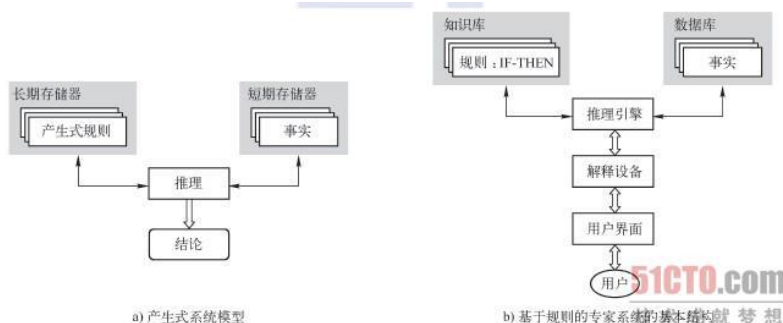 长期存储器
产生式规则
短期存储器
事实
推理
结论
a) 产生式系统模型
知识库
规则：IF-THEN
数据库
事实
推理引擎
解释设备
用户界面
用户
b) 基于规则的专家系统的基本结构
51CTO.com
就梦想